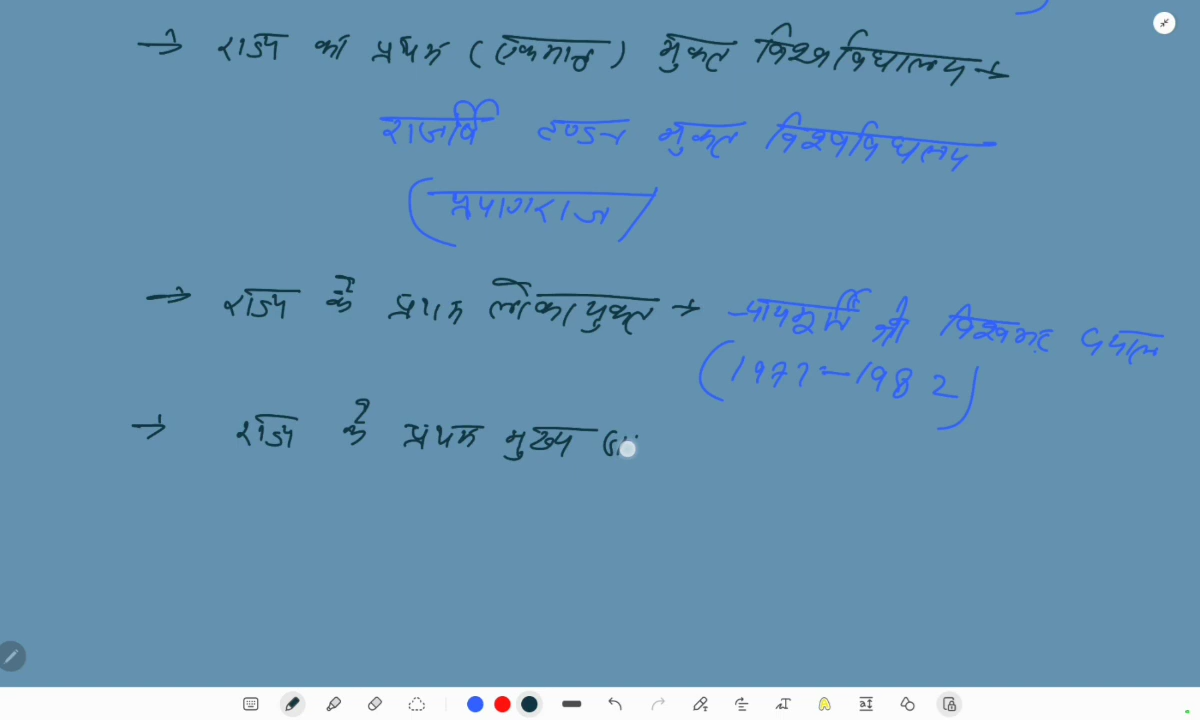 → राज्य का प्रथम (एकमात्र) मुक्त विश्वविद्यालय →
राजर्षि टण्डन मुक्त विश्वविद्यालय
(प्रयागराज)
→ राज्य के प्रथम लोकायुक्त → न्यायमूर्ति श्री विश्वम्भर दयाल
(1977-1982)
→ राज्य के प्रथम मुख्य